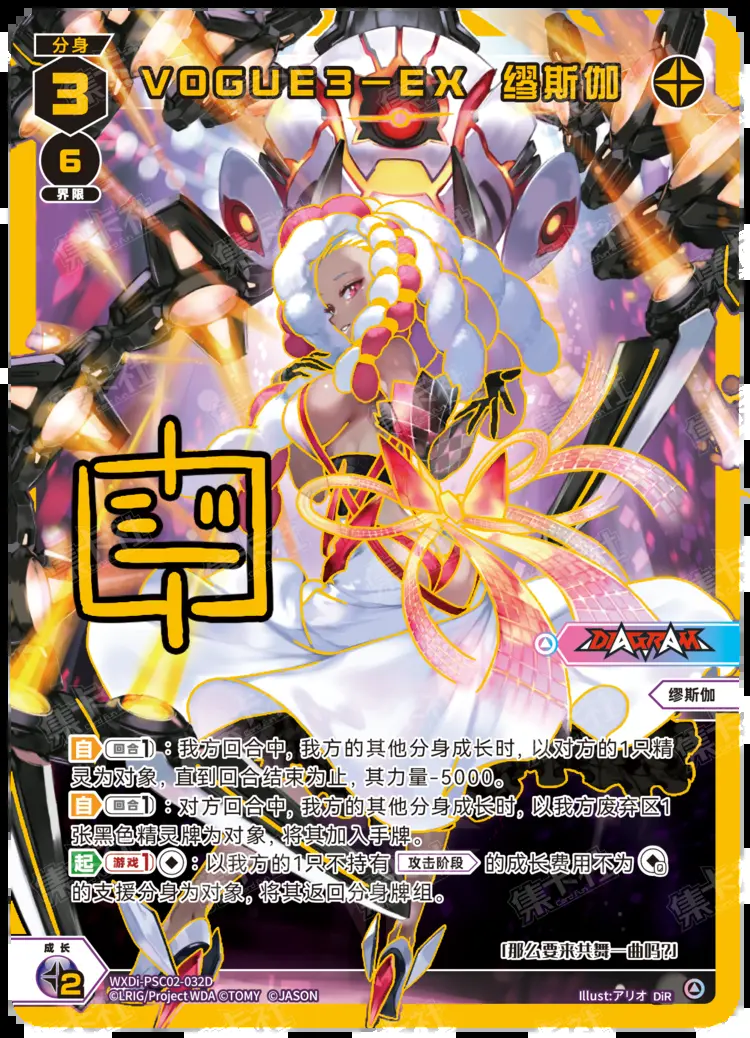 分身
3
VOGUE3-EX 缪斯伽
6
界限
DIAGRAM
缪斯伽
自 回合1：我方回合中，我方的其他分身成长时，以对方的1只精
灵为对象，直到回合结束为止，其力量-5000。
自 回合1：对方回合中，我方的其他分身成长时，以我方废弃区1
张黑色精灵牌为对象，将其加入手牌。
起 游戏1：以我方的1只不持有 攻击阶段 的成长费用不为 0
的支援分身为对象，将其返回分身牌组。
「那么要来共舞一曲吗?」
成长
2
WXDi-PSC02-032D
©LRIG/Project WDA ©TOMY ©JASON
Illust:アリオ DiR
集卡社
CardArt.cn